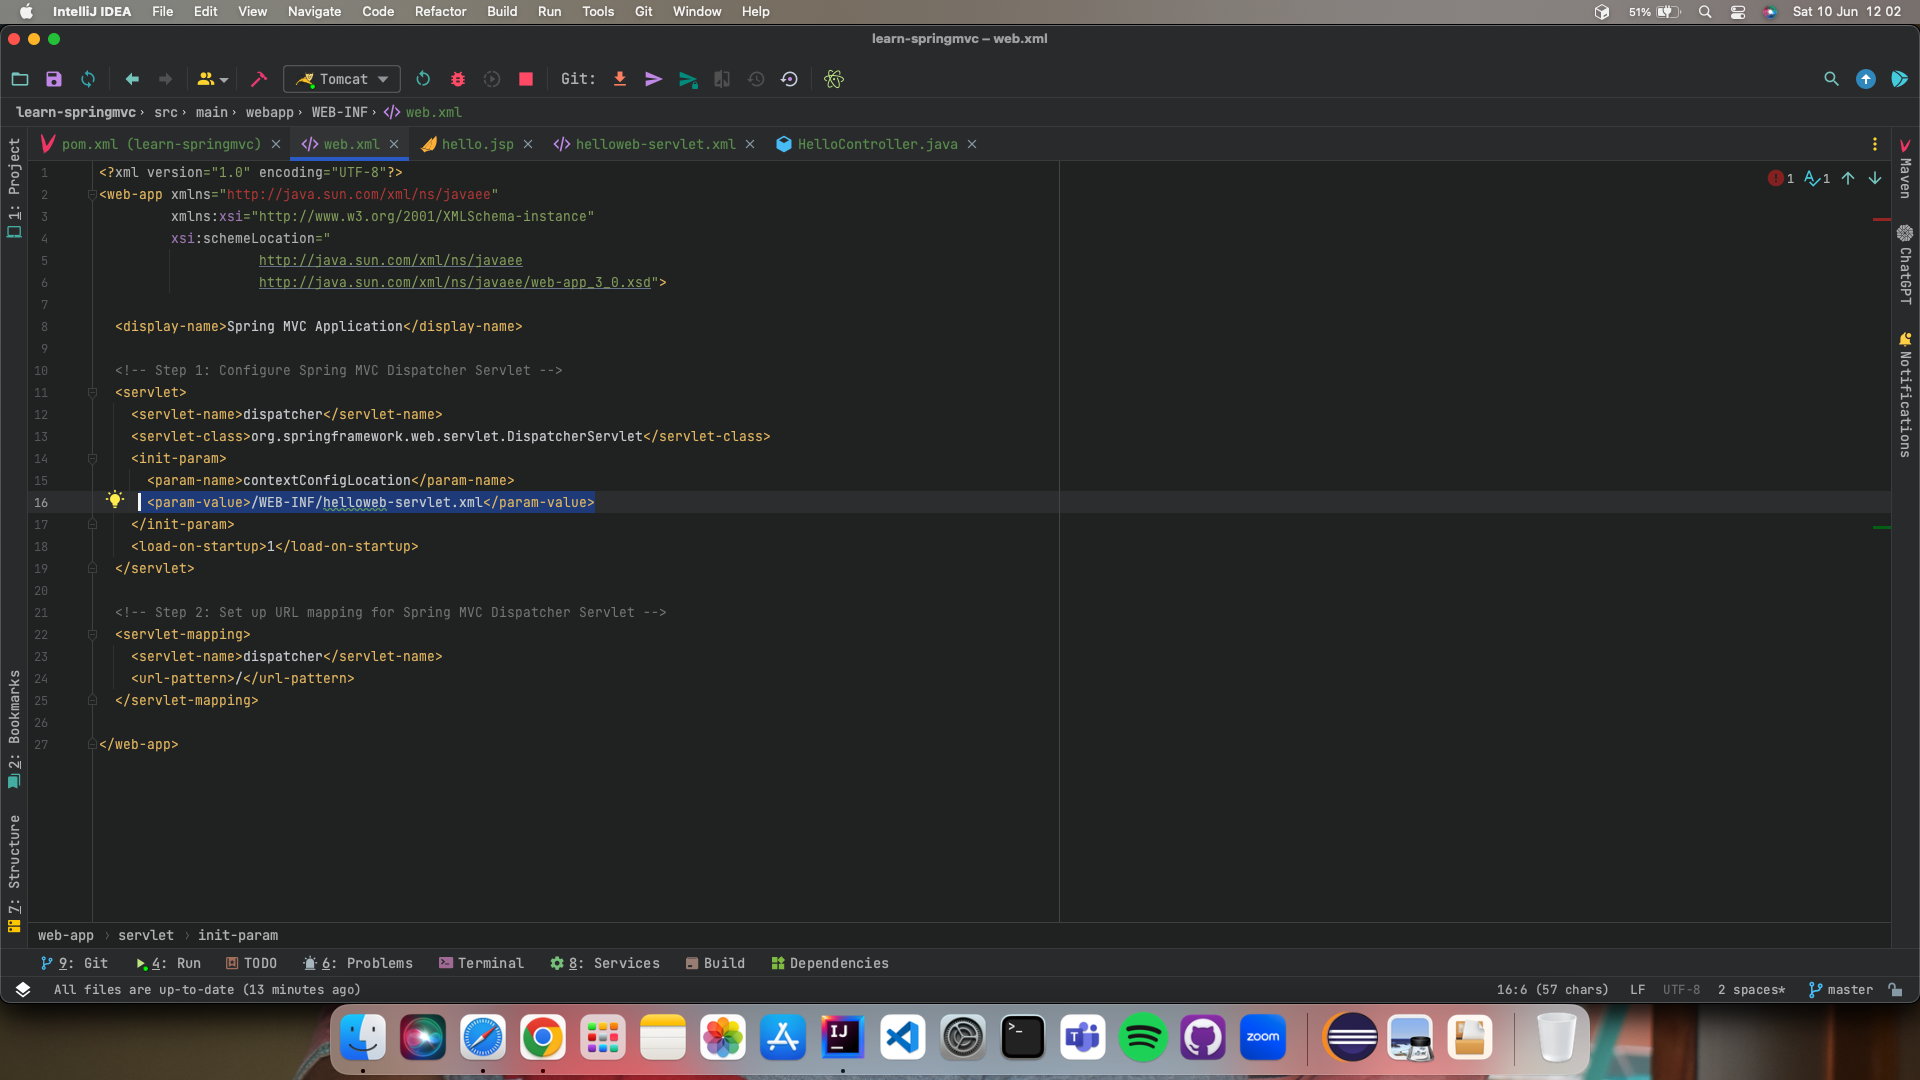 IntelliJ IDEA File Edit View Navigate Code Refactor Build Run Tools Git Window Help 51% Sat 10 Jun 12 02
learn-springmvc – web.xml
Tomcat Git:
learn-springmvc › src › main › webapp › WEB-INF › </> web.xml
pom.xml (learn-springmvc) </> web.xml hello.jsp </> helloweb-servlet.xml HelloController.java
1 <?xml version="1.0" encoding="UTF-8"?>
2 <web-app xmlns="http://java.sun.com/xml/ns/javaee"
3 xmlns:xsi="http://www.w3.org/2001/XMLSchema-instance"
4 xsi:schemeLocation="
5 http://java.sun.com/xml/ns/javaee
6 http://java.sun.com/xml/ns/javaee/web-app_3_0.xsd">
7
8 <display-name>Spring MVC Application</display-name>
9
10 <!-- Step 1: Configure Spring MVC Dispatcher Servlet -->
11 <servlet>
12 <servlet-name>dispatcher</servlet-name>
13 <servlet-class>org.springframework.web.servlet.DispatcherServlet</servlet-class>
14 <init-param>
15 <param-name>contextConfigLocation</param-name>
16 <param-value>/WEB-INF/helloweb-servlet.xml</param-value>
17 </init-param>
18 <load-on-startup>1</load-on-startup>
19 </servlet>
20
21 <!-- Step 2: Set up URL mapping for Spring MVC Dispatcher Servlet -->
22 <servlet-mapping>
23 <servlet-name>dispatcher</servlet-name>
24 <url-pattern>/</url-pattern>
25 </servlet-mapping>
26
27 </web-app>
1 1
1: Project
2: Bookmarks
7: Structure
Maven
ChatGPT
Notifications
web-app › servlet › init-param
9: Git 4: Run TODO 6: Problems Terminal 8: Services Build Dependencies
All files are up-to-date (13 minutes ago) 16:6 (57 chars) LF UTF-8 2 spaces* master
IJ
>_
zoom